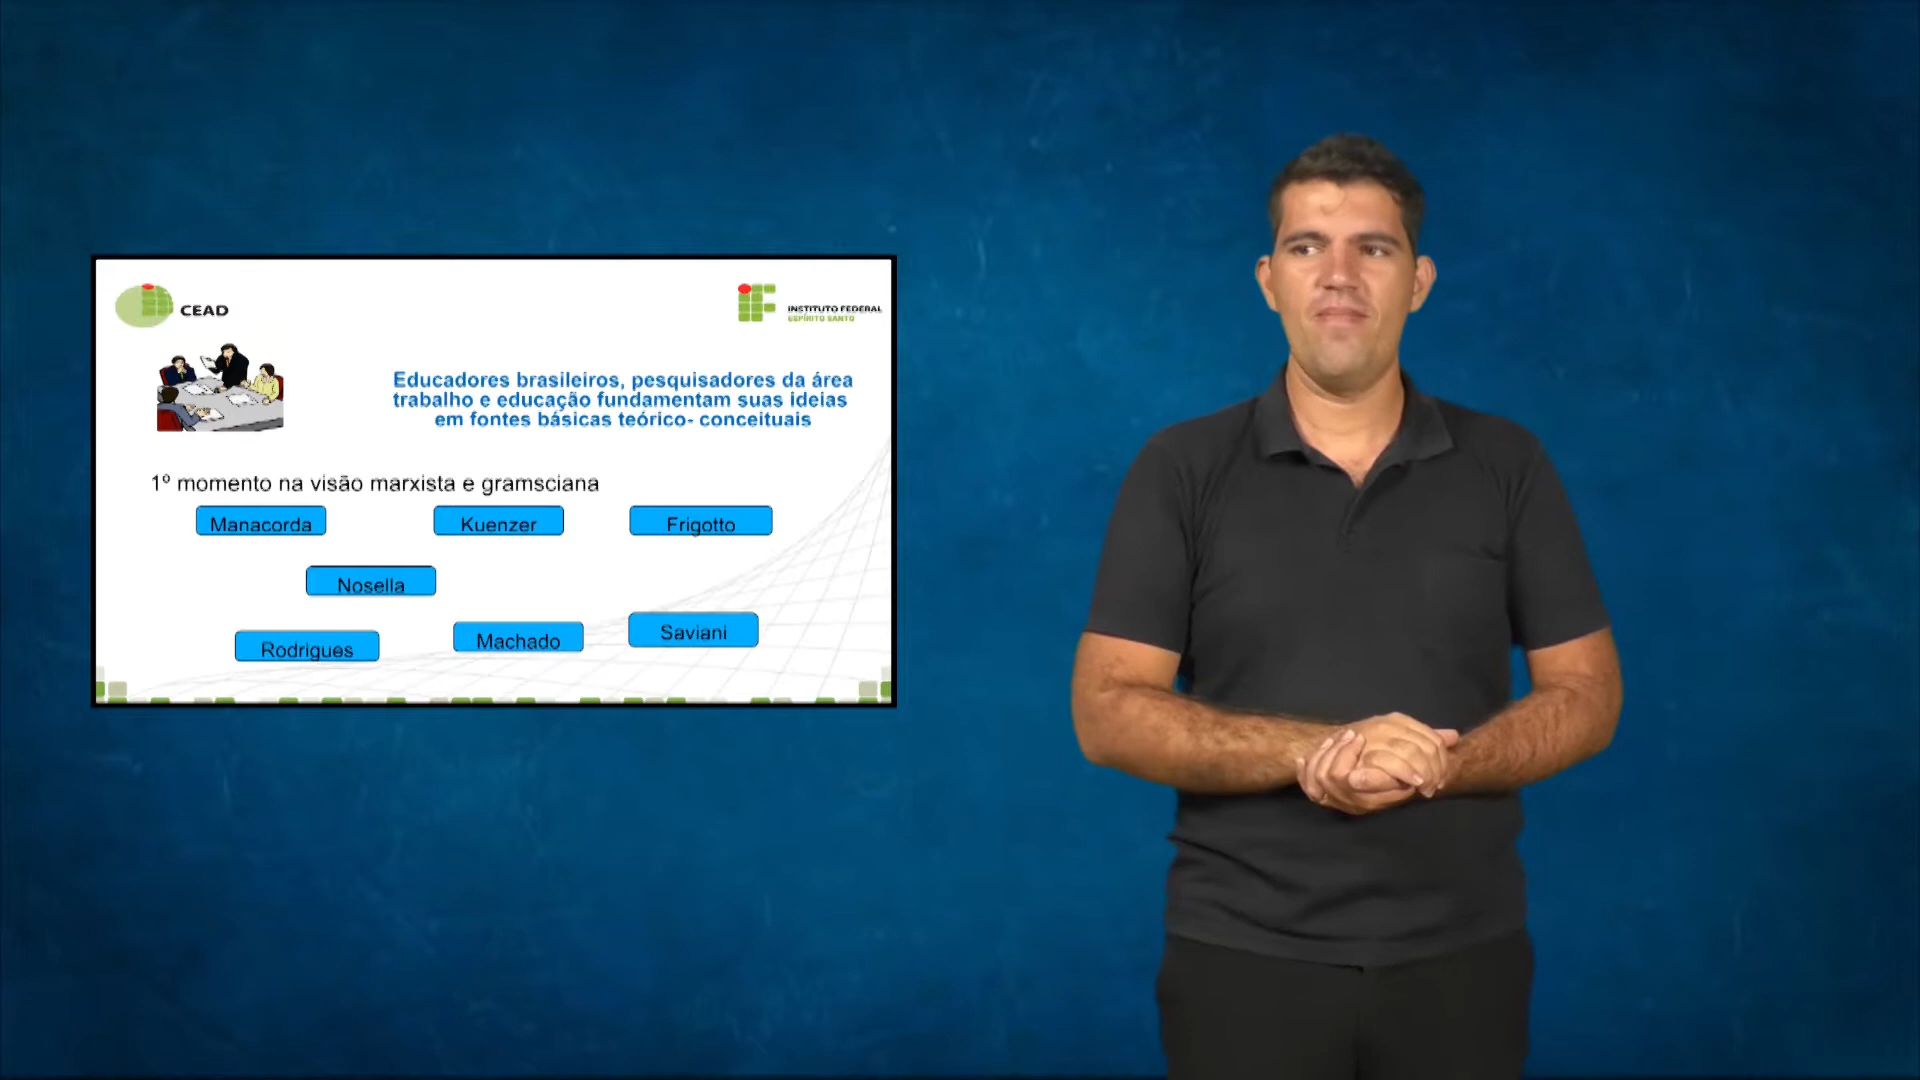 CEAD
INSTITUTO FEDERAL
ESPÍRITO SANTO
Educadores brasileiros, pesquisadores da área
trabalho e educação fundamentam suas ideias
em fontes básicas teórico- conceituais
1º momento na visão marxista e gramsciana
Manacorda
Kuenzer
Frigotto
Nosella
Rodrigues
Machado
Saviani